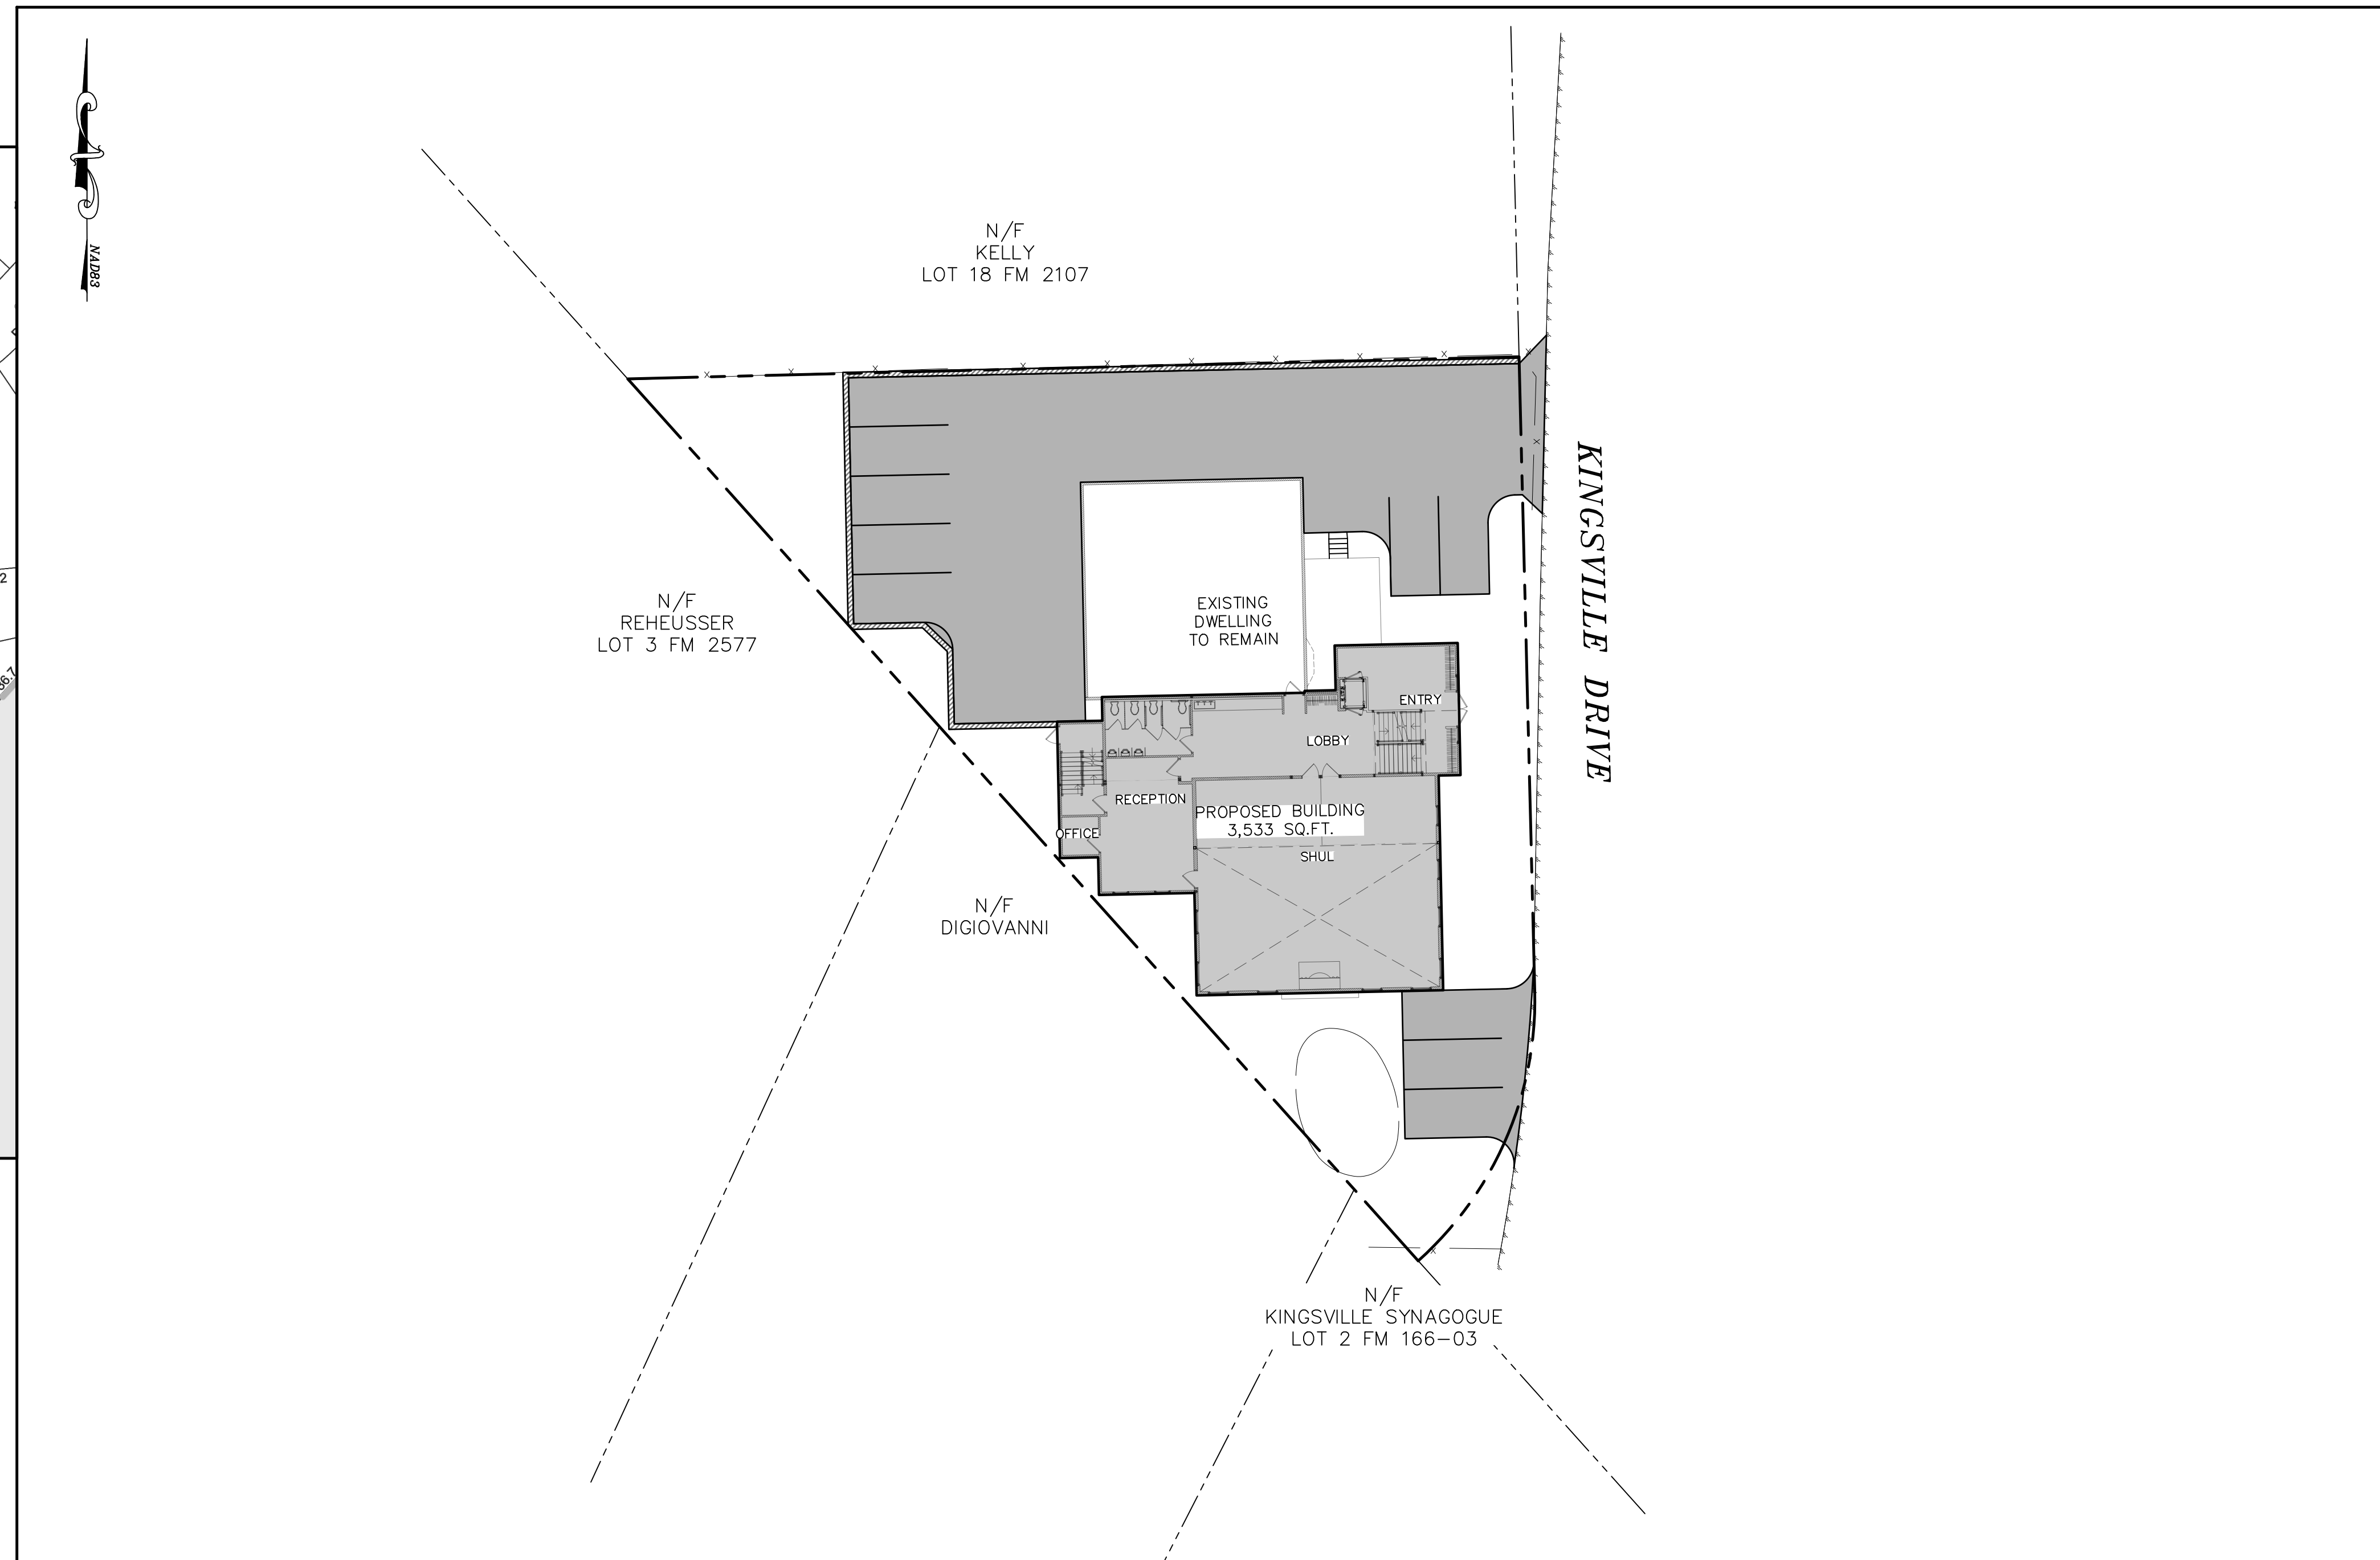 NAD83
N/F
KELLY
LOT 18 FM 2107
KINGSVILLE DRIVE
N/F
REHEUSSER
LOT 3 FM 2577
EXISTING
DWELLING
TO REMAIN
ENTRY
LOBBY
RECEPTION
PROPOSED BUILDING
3,533 SQ.FT.
OFFICE
SHUL
N/F
DIGIOVANNI
N/F
KINGSVILLE SYNAGOGUE
LOT 2 FM 166-03
2